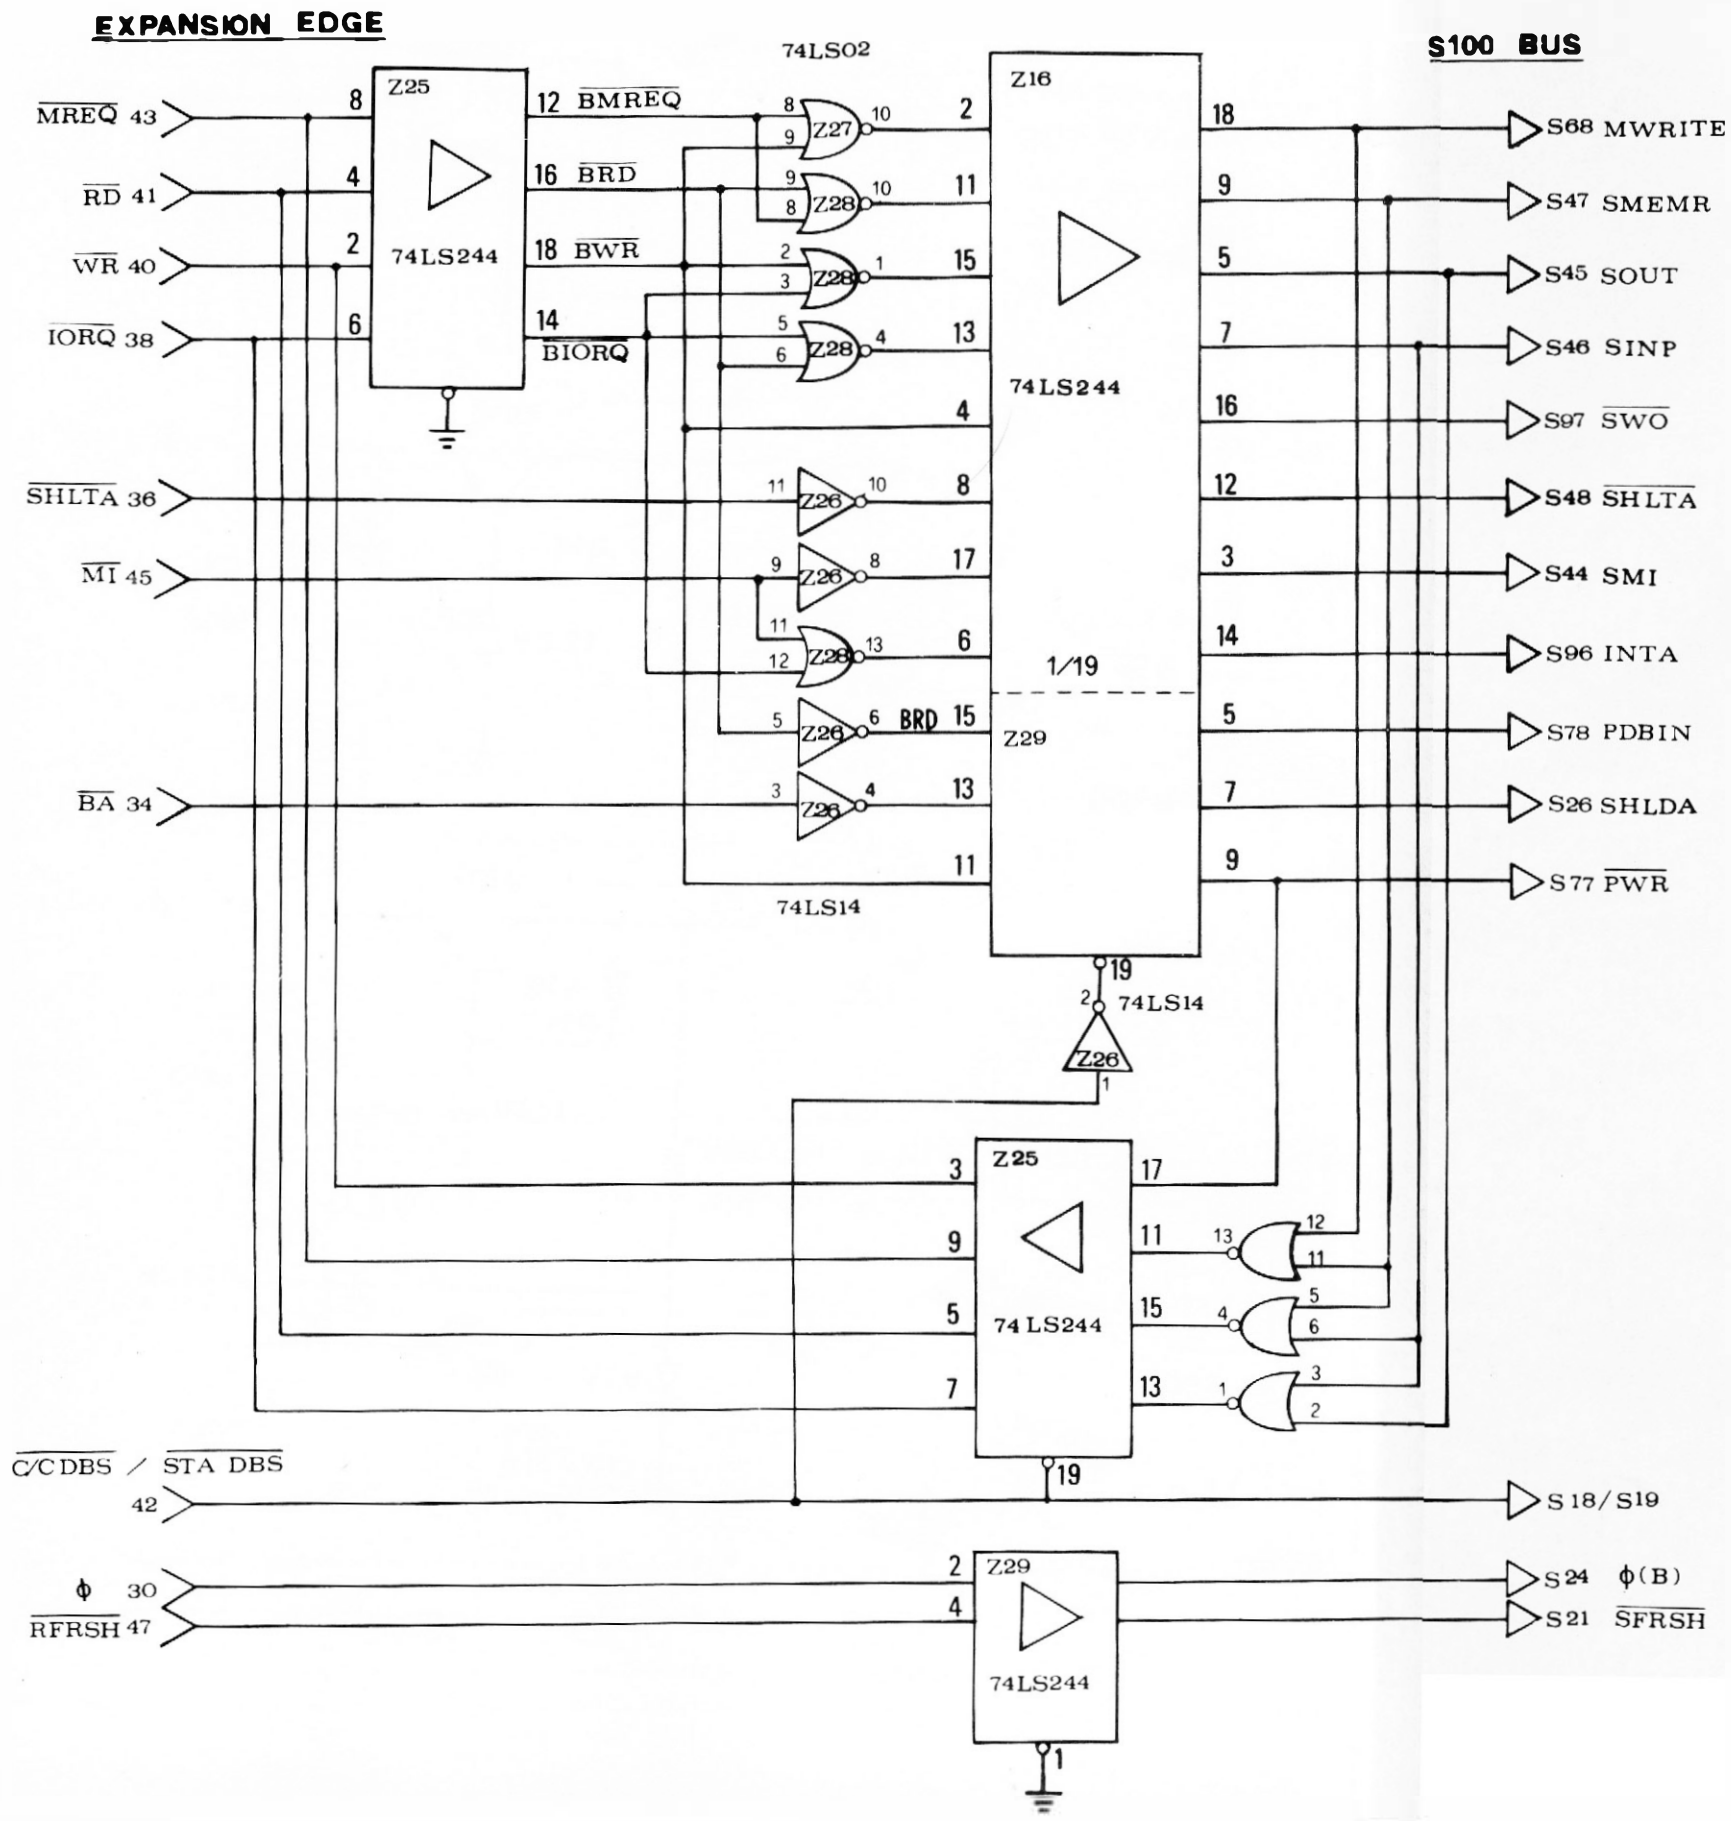 EXPANSION EDGE
S100 BUS
74LS02
MREQ 43
8
Z25
12 BMREQ
8
9
Z27
10
2
Z16
18
S68 MWRITE
RD 41
4
16 BRD
9
8
Z28
10
11
9
S47 SMEMR
WR 40
2
74LS244
18 BWR
2
3
Z28
1
15
5
S45 SOUT
IORQ 38
6
14
BIORQ
5
6
Z28
4
13
74LS244
7
S46 SINP
4
16
S97 SWO
SHLTA 36
11
Z26
10
8
12
S48 SHLTA
MI 45
9
Z26
8
17
3
S44 SMI
11
12
Z28
13
6
1/19
14
S96 INTA
5
Z26
6
BRD
15
Z29
5
S78 PDBIN
BA 34
3
Z26
4
13
7
S26 SHLDA
11
9
S77 PWR
74LS14
19
2
74LS14
Z26
1
3
Z25
17
9
11
13
12
11
5
74LS244
15
4
5
6
7
13
1
3
2
C/CDBS / STA DBS
42
19
S18/S19
ϕ 30
2
Z29
S24 ϕ(B)
RFRSH 47
4
S21 SFRSH
74LS244
1